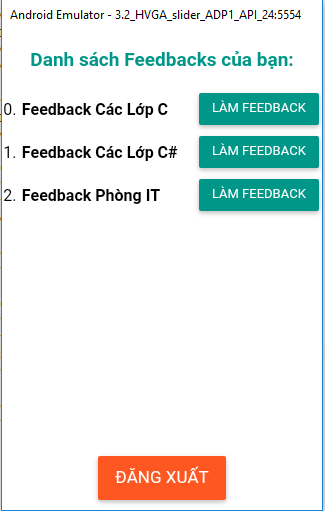 Android Emulator - 3.2_HVGA_slider_ADP1_API_24:5554
Danh sách Feedbacks của bạn:
0. Feedback Các Lớp C LÀM FEEDBACK
1. Feedback Các Lớp C# LÀM FEEDBACK
2. Feedback Phòng IT LÀM FEEDBACK
ĐĂNG XUẤT